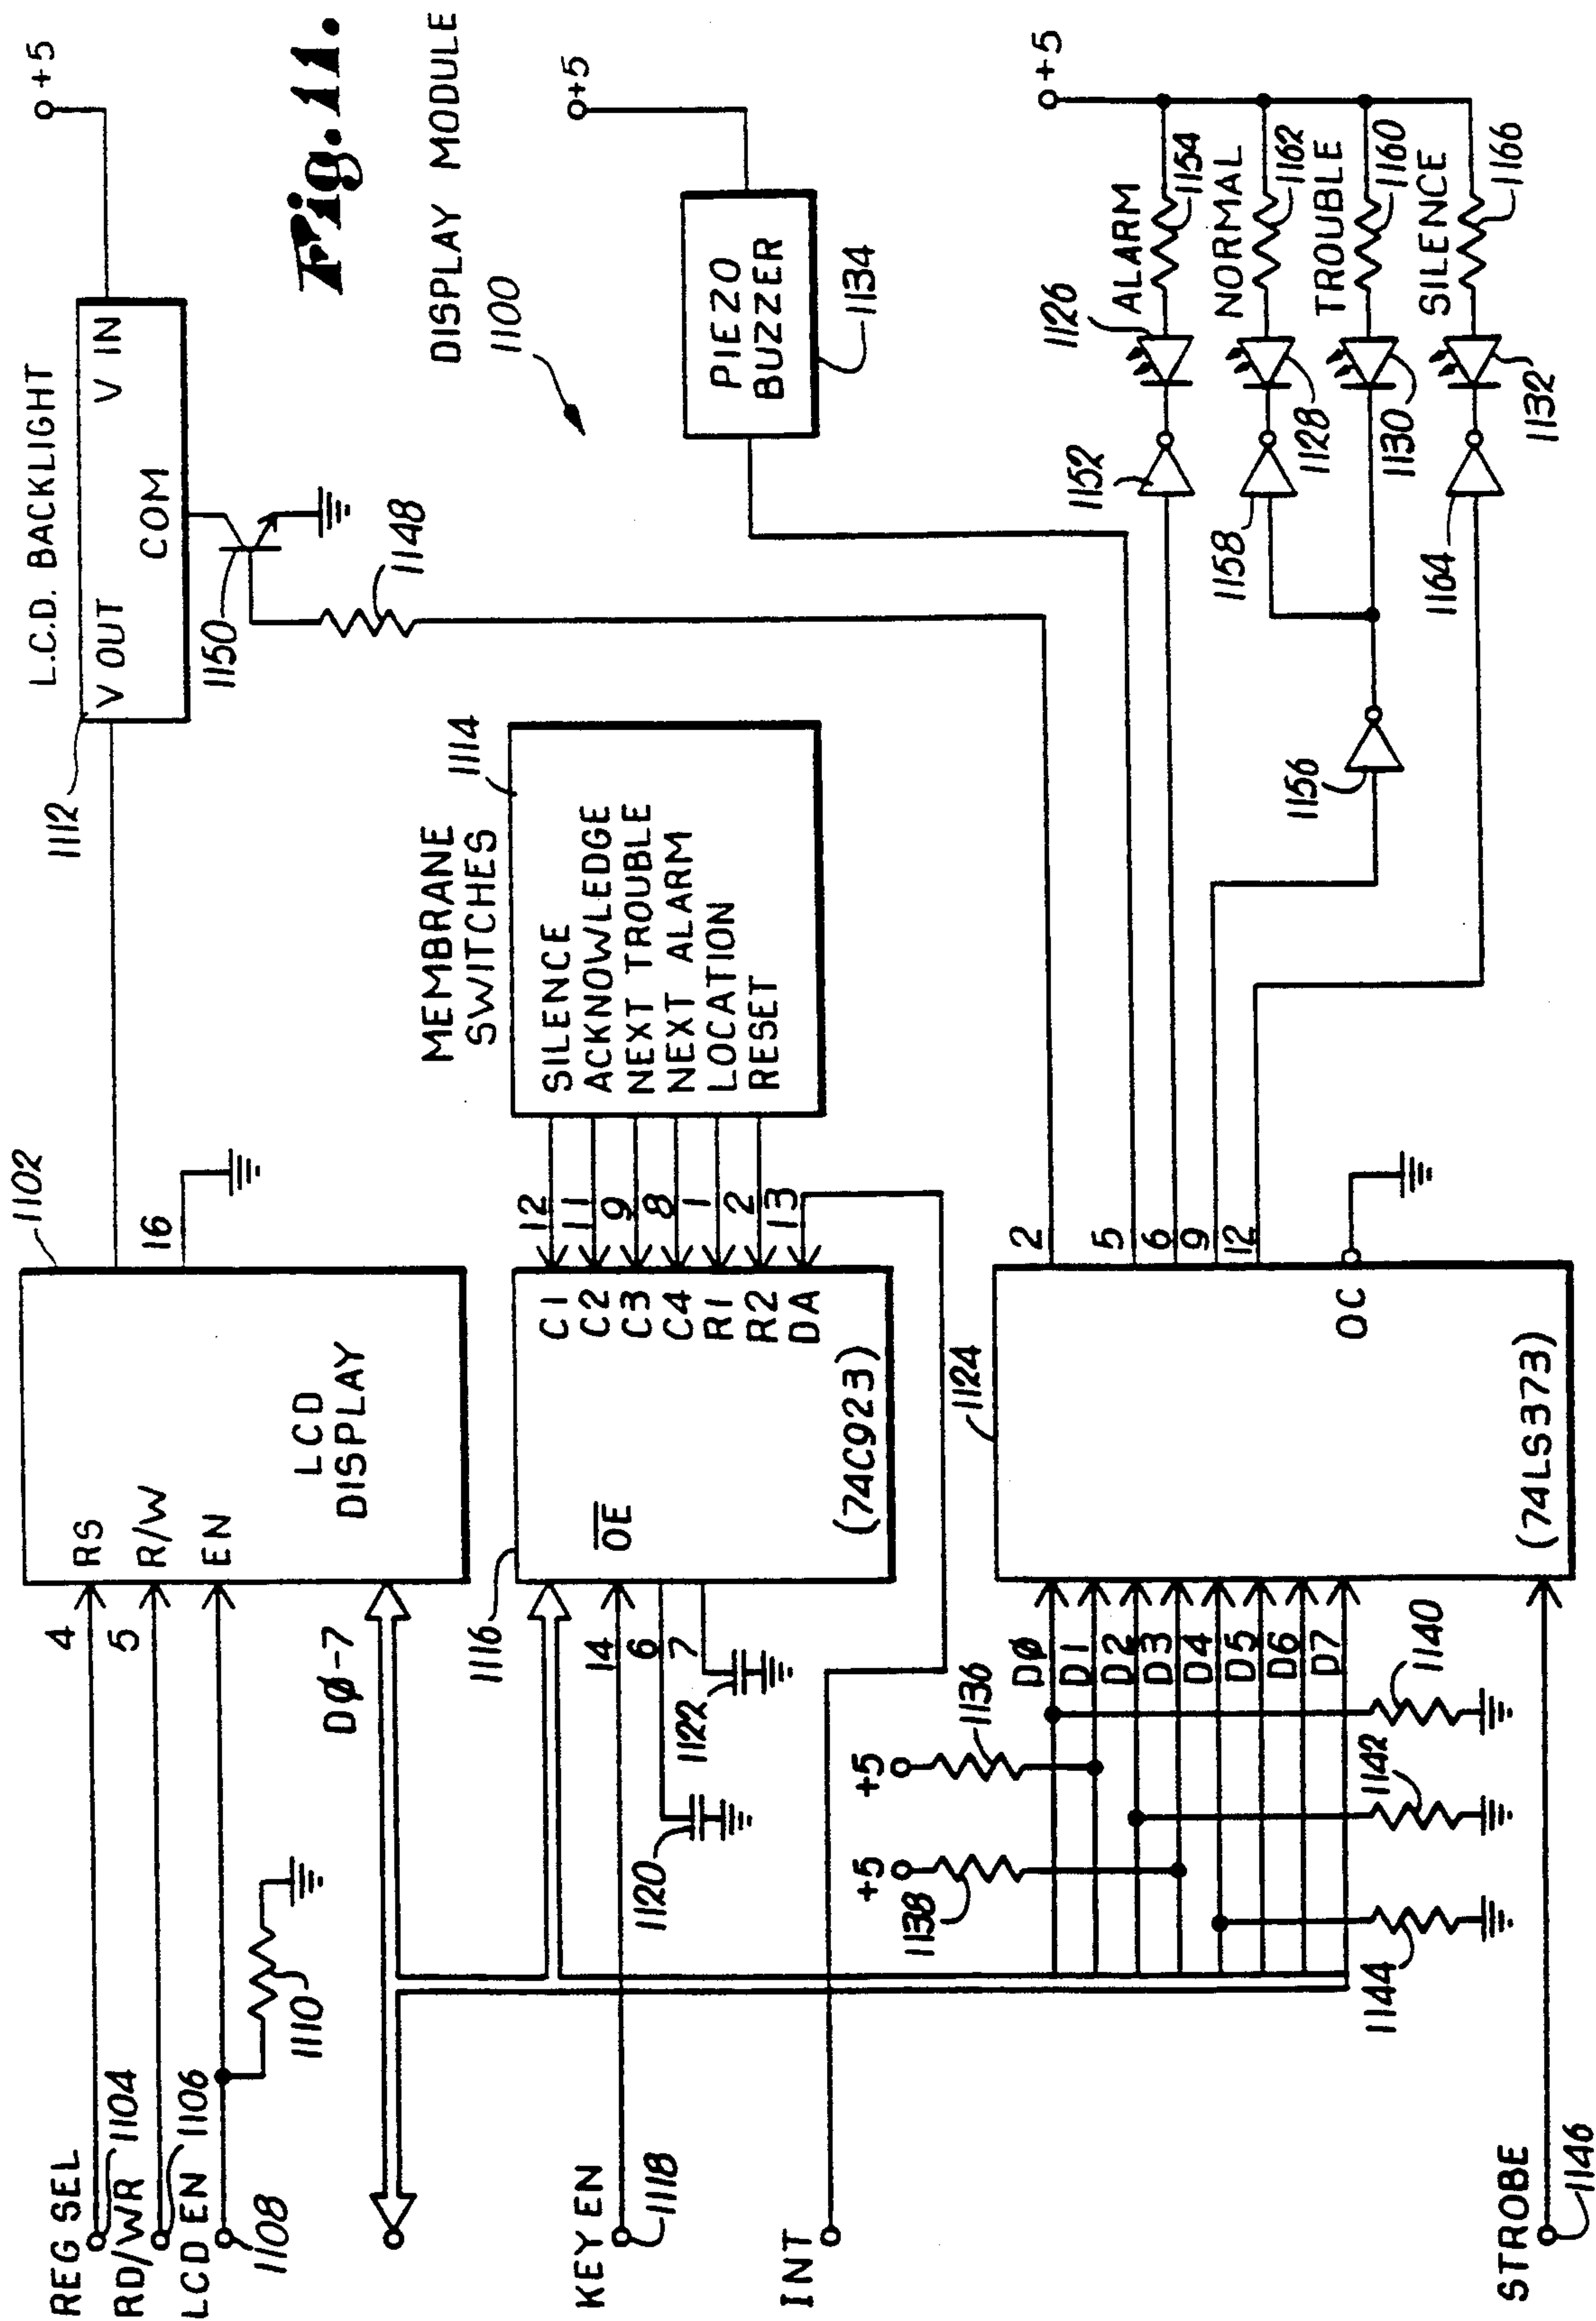 Fig. 11.
DISPLAY MODULE
1100
L.C.D. BACKLIGHT
1112
V OUT
V IN
COM
+5
1150
1148
1102
RS
R/W
EN
LCD
DISPLAY
16
4
5
REG SEL
1104
RD/WR
1106
LCD EN
1108
1110
DØ-7
MEMBRANE
SWITCHES
1114
SILENCE
ACKNOWLEDGE
NEXT TROUBLE
NEXT ALARM
LOCATION
RESET
12
11
9
8
1
2
13
C1
C2
C3
C4
R1
R2
DA
OE
(74C923)
1116
14
6
7
1122
1120
KEY EN
1118
INT
PIEZO
BUZZER
1134
+5
1124
(74LS373)
OC
2
5
6
9
12
DØ
D1
D2
D3
D4
D5
D6
D7
+5
1136
+5
1138
1140
1142
1144
STROBE
1146
+5
1126
ALARM
1154
1152
NORMAL
1162
1128
1158
TROUBLE
1160
1130
1156
SILENCE
1166
1132
1164